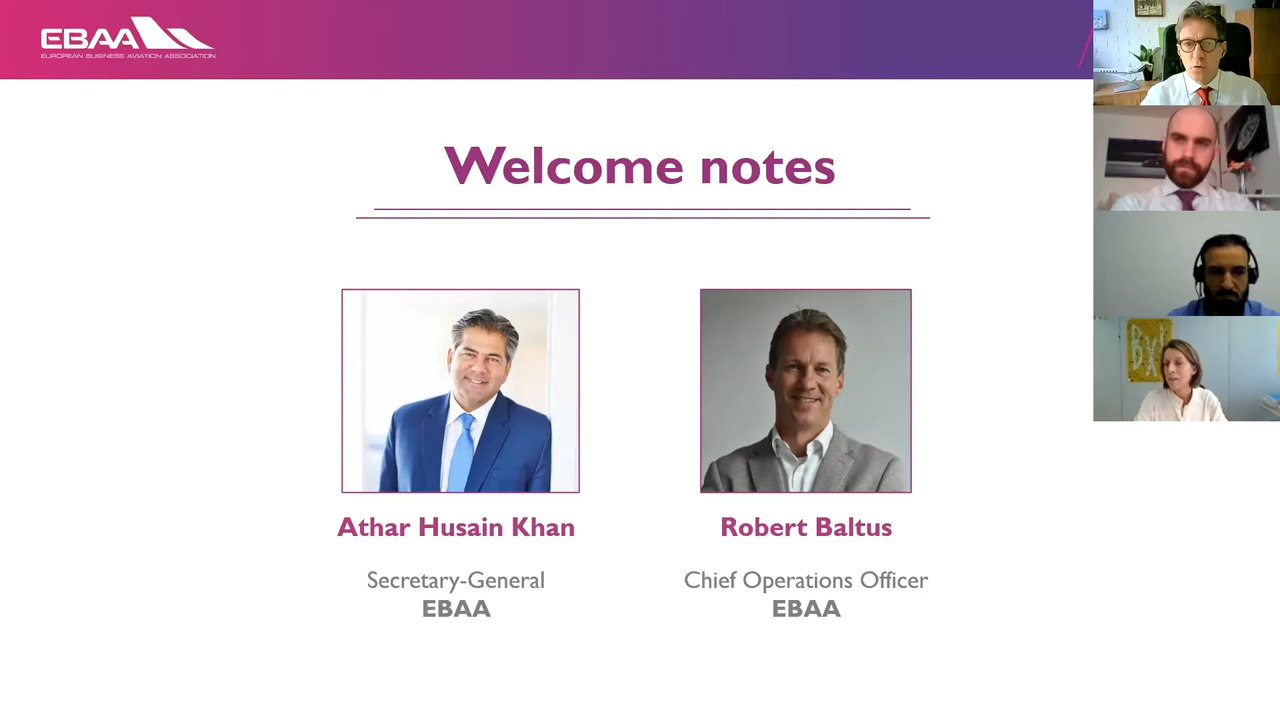 EBAA
EUROPEAN BUSINESS AVIATION ASSOCIATION
Welcome notes
Athar Husain Khan
Robert Baltus
Secretary-General
EBAA
Chief Operations Officer
EBAA